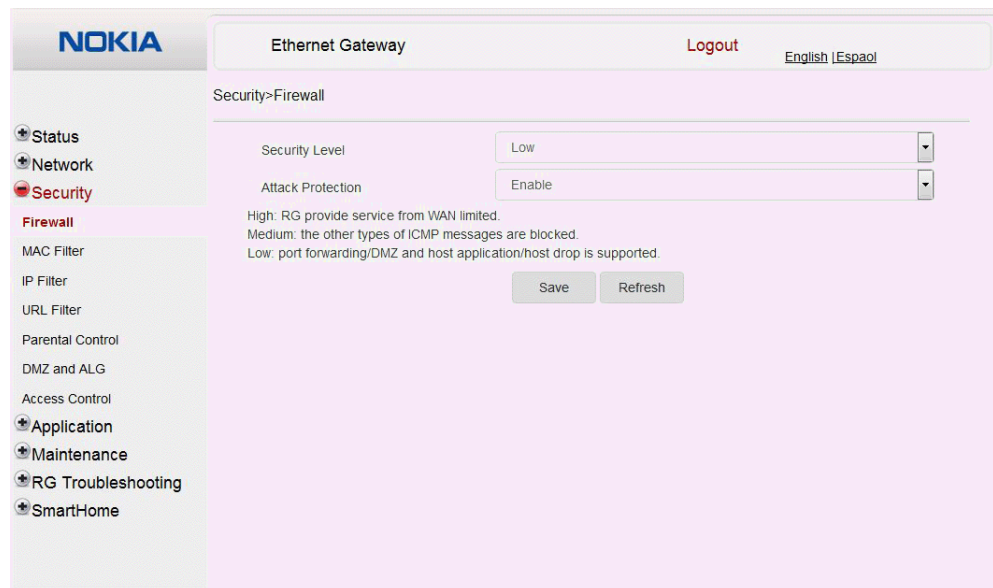 NOKIA
Ethernet Gateway
Logout
English | Espaol
Security>Firewall
Status
Network
Security
Firewall
MAC Filter
IP Filter
URL Filter
Parental Control
DMZ and ALG
Access Control
Application
Maintenance
RG Troubleshooting
SmartHome
Security Level
Low
Attack Protection
Enable
High: RG provide service from WAN limited.
Medium: the other types of ICMP messages are blocked.
Low: port forwarding/DMZ and host application/host drop is supported.
Save
Refresh